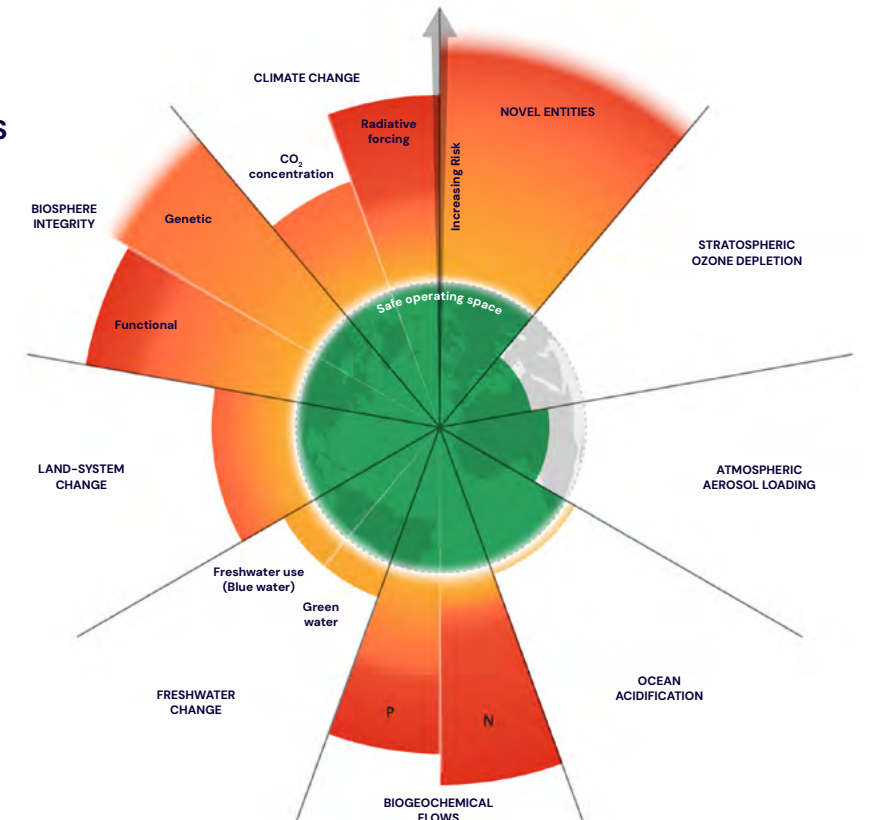 S
CLIMATE CHANGE
Radiative
forcing
NOVEL ENTITIES
CO₂
concentration
Increasing Risk
BIOSPHERE
INTEGRITY
Genetic
STRATOSPHERIC
OZONE DEPLETION
Safe operating space
Functional
LAND-SYSTEM
CHANGE
ATMOSPHERIC
AEROSOL LOADING
Freshwater use
(Blue water)
Green
water
FRESHWATER
CHANGE
OCEAN
ACIDIFICATION
P
N
BIOGEOCHEMICAL
FLOWS